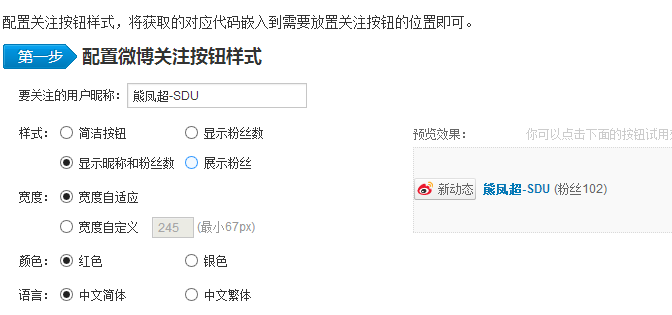 配置关注按钮样式，将获取的对应代码嵌入到需要放置关注按钮的位置即可。
第一步 配置微博关注按钮样式
要关注的用户昵称： 熊凤超-SDU
样式： 简洁按钮 显示粉丝数
预览效果： 你可以点击下面的按钮试用
显示昵称和粉丝数 展示粉丝
新动态 熊凤超-SDU (粉丝102)
宽度： 宽度自适应
宽度自定义 245 (最小67px)
颜色： 红色 银色
语言： 中文简体 中文繁体